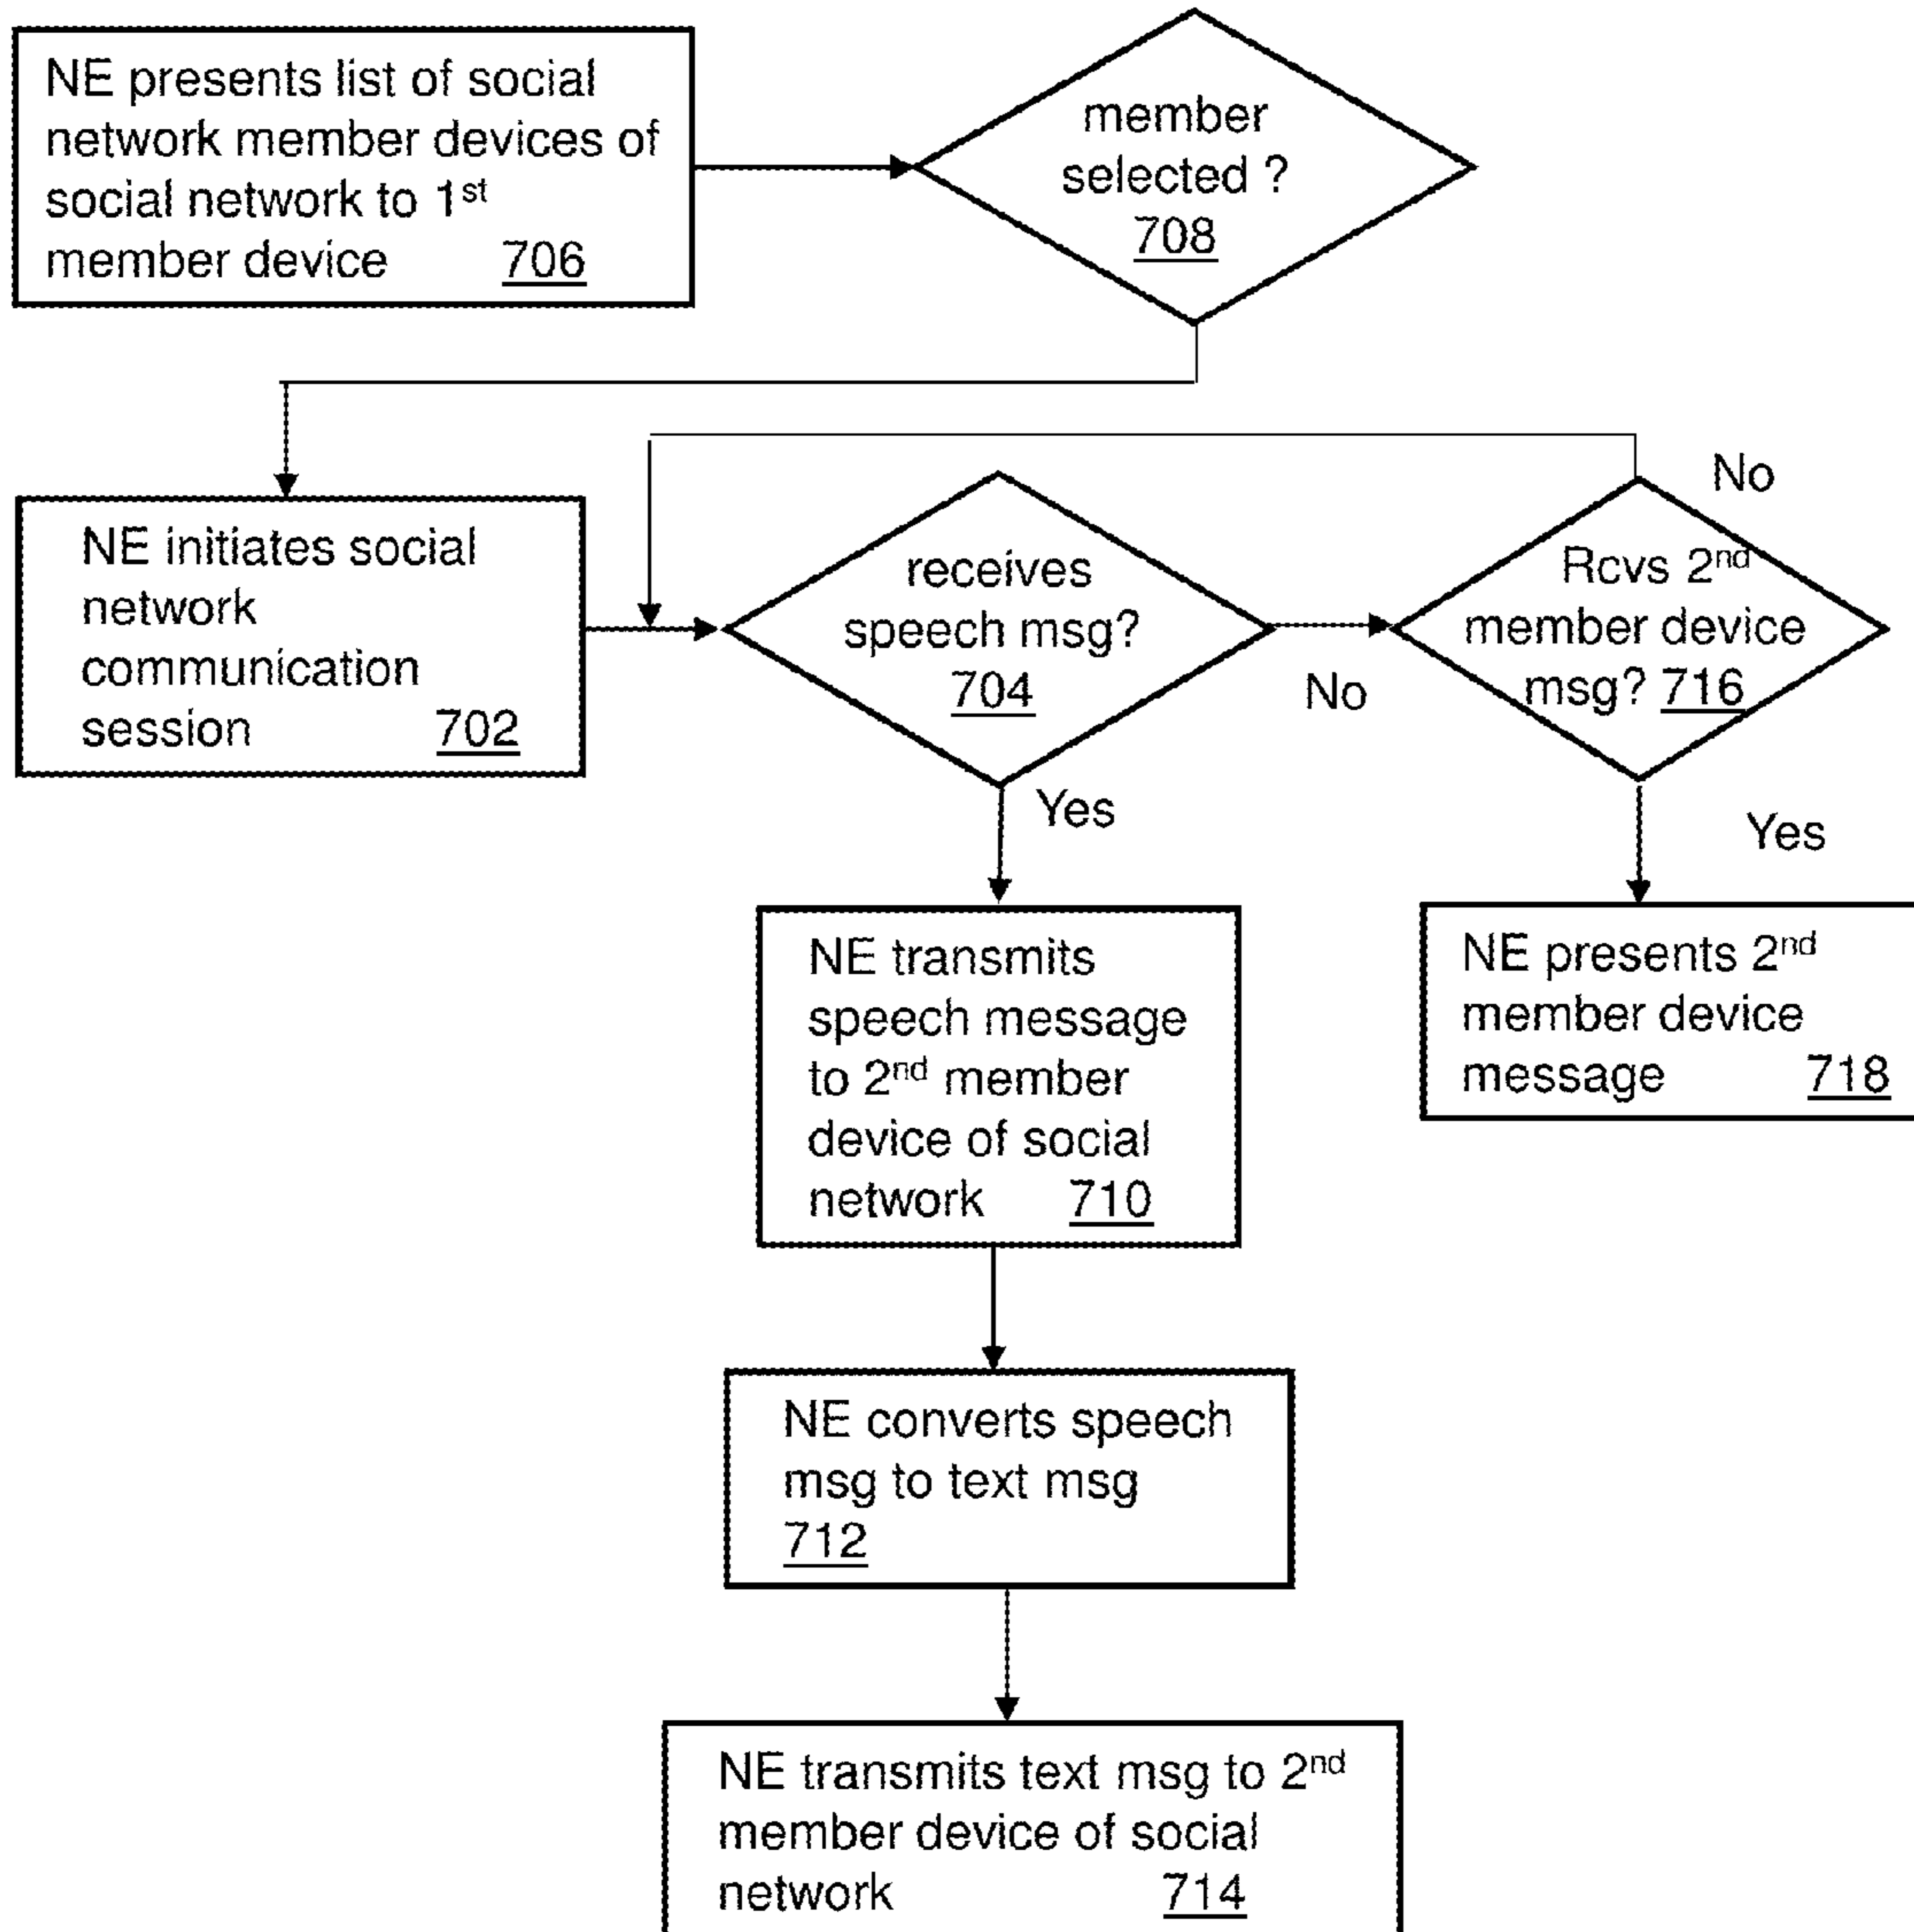 NE presents list of social
network member devices of
social network to 1st
member device 706
member
selected ?
708
NE initiates social
network
communication
session 702
receives
speech msg?
704
No
Rcvs 2nd
member device
msg? 716
No
Yes
Yes
NE transmits
speech message
to 2nd member
device of social
network 710
NE presents 2nd
member device
message 718
NE converts speech
msg to text msg
712
NE transmits text msg to 2nd
member device of social
network 714